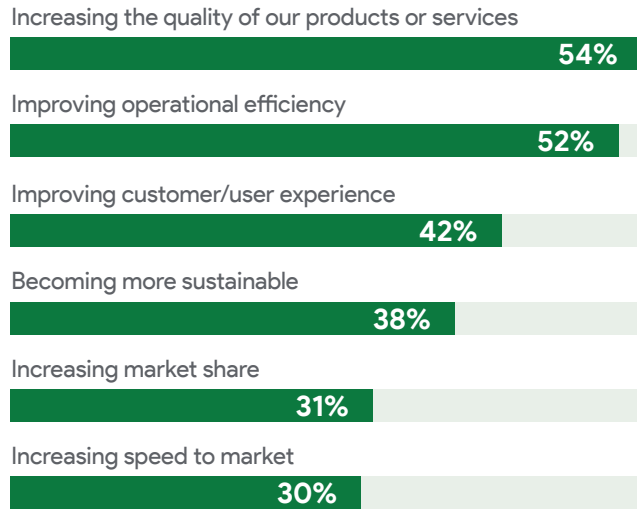 Increasing the quality of our products or services
54%
Improving operational efficiency
52%
Improving customer/user experience
42%
Becoming more sustainable
38%
Increasing market share
31%
Increasing speed to market
30%